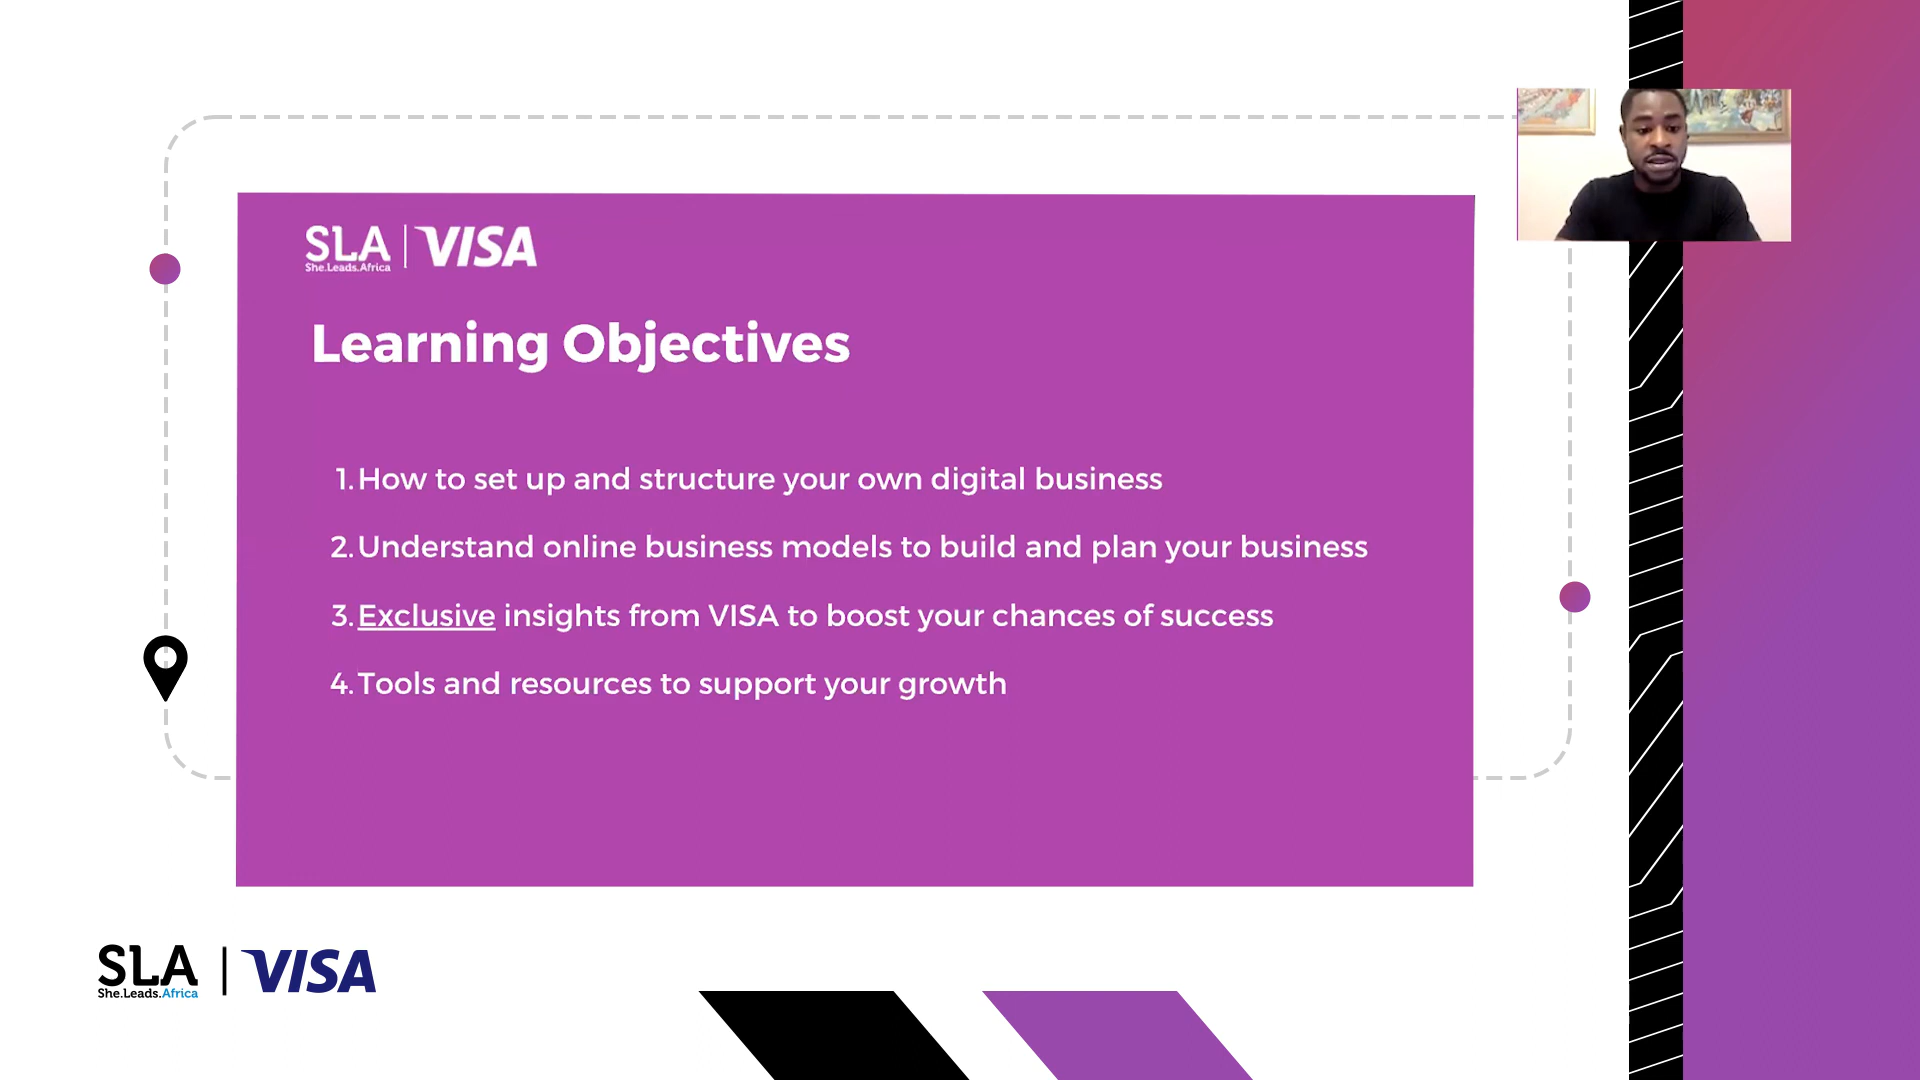 SLA | VISA
She.Leads.Africa
Learning Objectives
1. How to set up and structure your own digital business
2. Understand online business models to build and plan your business
3. Exclusive insights from VISA to boost your chances of success
4. Tools and resources to support your growth
SLA | VISA
She.Leads.Africa